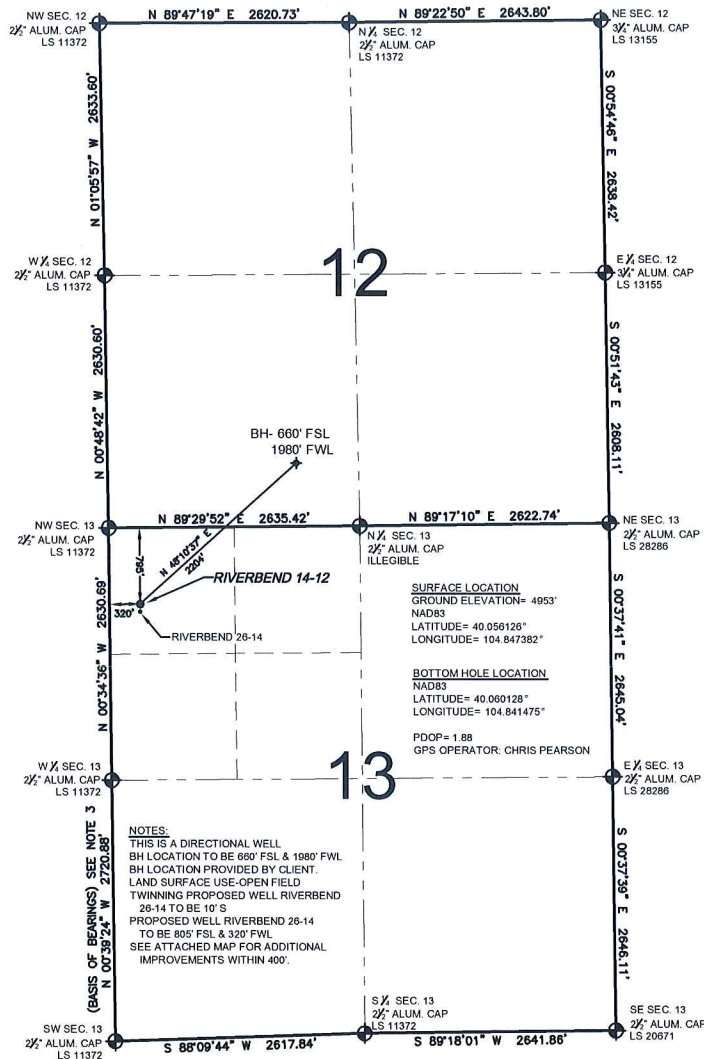 NW SEC. 12
2½" ALUM. CAP
LS 11372
N 89'47'19" E 2620.73'
N ¼ SEC. 12
2½" ALUM. CAP
LS 11372
N 89'22'50" E 2643.80'
NE SEC. 12
3¼" ALUM. CAP
LS 13155
N 01'05'57" W 2633.60'
S 00'54'46" E 2638.42'
W ¼ SEC. 12
2½" ALUM. CAP
LS 11372
12
E ¼ SEC. 12
3¼" ALUM. CAP
LS 13155
N 00'48'42" W 2630.60'
S 00'51'43" E 2608.11'
BH- 660' FSL
1980' FWL
NW SEC. 13
2½" ALUM. CAP
LS 11372
N 89'29'52" E 2635.42'
N ¼ SEC. 13
2½" ALUM. CAP
ILLEGIBLE
N 89'17'10" E 2622.74'
NE SEC. 13
2½" ALUM. CAP
LS 28286
N 48'10'37" E
2204'
795'
320'
RIVERBEND 14-12
RIVERBEND 26-14
N 00'34'36" W 2630.69'
S 00'37'41" E 2645.04'
SURFACE LOCATION
GROUND ELEVATION= 4953'
NAD83
LATITUDE= 40.056126°
LONGITUDE= 104.847382°
BOTTOM HOLE LOCATION
NAD83
LATITUDE= 40.060128°
LONGITUDE= 104.841475°
PDOP= 1.88
GPS OPERATOR: CHRIS PEARSON
W ¼ SEC. 13
2½" ALUM. CAP
LS 11372
13
E ¼ SEC. 13
2½" ALUM. CAP
LS 28286
(BASIS OF BEARINGS) SEE NOTE 3
N 00'39'24" W 2720.88'
S 00'37'39" E 2646.11'
NOTES:
THIS IS A DIRECTIONAL WELL
BH LOCATION TO BE 660' FSL & 1980' FWL
BH LOCATION PROVIDED BY CLIENT.
LAND SURFACE USE-OPEN FIELD
TWINNING PROPOSED WELL RIVERBEND
26-14 TO BE 10' S
PROPOSED WELL RIVERBEND 26-14
TO BE 805' FSL & 320' FWL
SEE ATTACHED MAP FOR ADDITIONAL
IMPROVEMENTS WITHIN 400'.
SW SEC. 13
2½" ALUM. CAP
LS 11372
S 88'09'44" W 2617.84'
S ¼ SEC. 13
2½" ALUM. CAP
LS 11372
S 89'18'01" W 2641.86'
SE SEC. 13
2½" ALUM. CAP
LS 20671